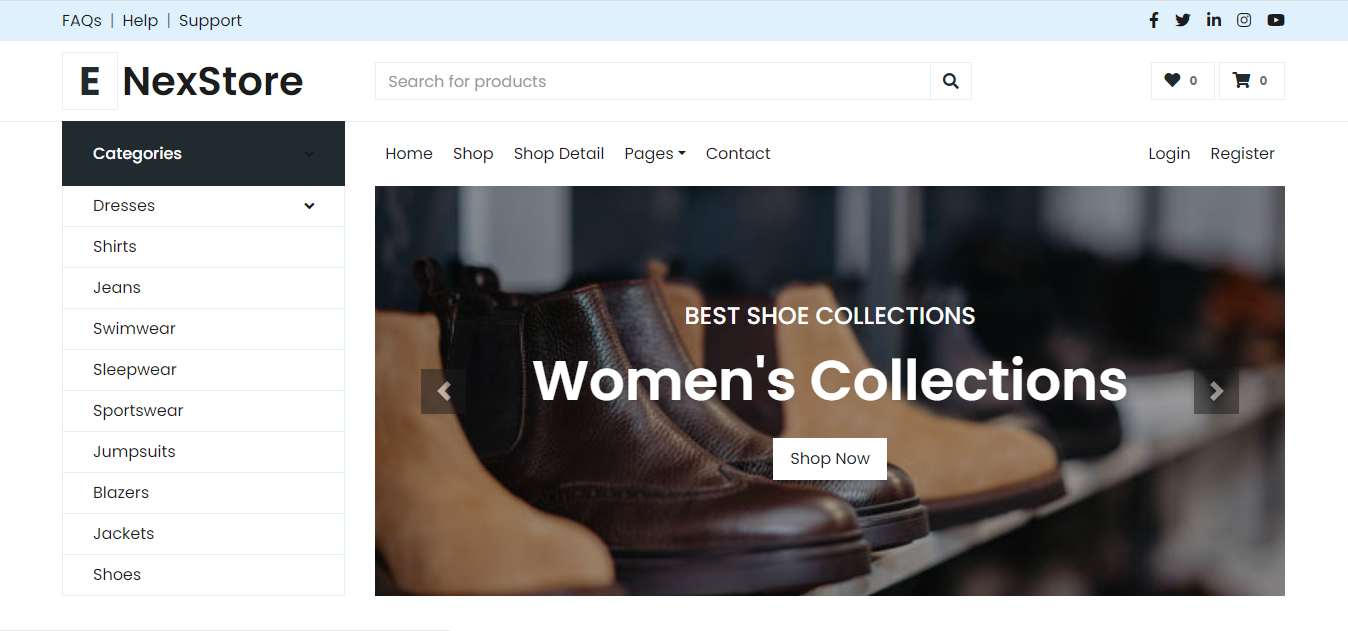 FAQs | Help | Support
E NexStore
Search for products
0
0
Categories
Home Shop Shop Detail Pages Contact Login Register
Dresses
Shirts
Jeans
Swimwear
Sleepwear
Sportswear
Jumpsuits
Blazers
Jackets
Shoes
BEST SHOE COLLECTIONS
Women's Collections
Shop Now